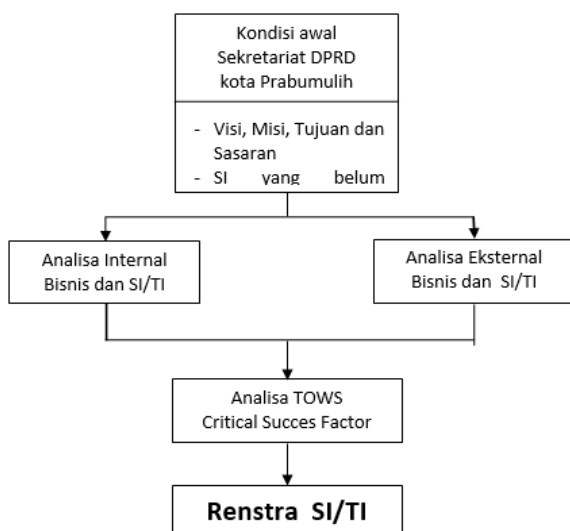 Kondisi awal
Sekretariat DPRD
kota Prabumulih
- Visi, Misi, Tujuan dan
Sasaran
- SI yang belum
Analisa Internal
Bisnis dan SI/TI
Analisa Eksternal
Bisnis dan SI/TI
Analisa TOWS
Critical Succes Factor
Renstra SI/TI